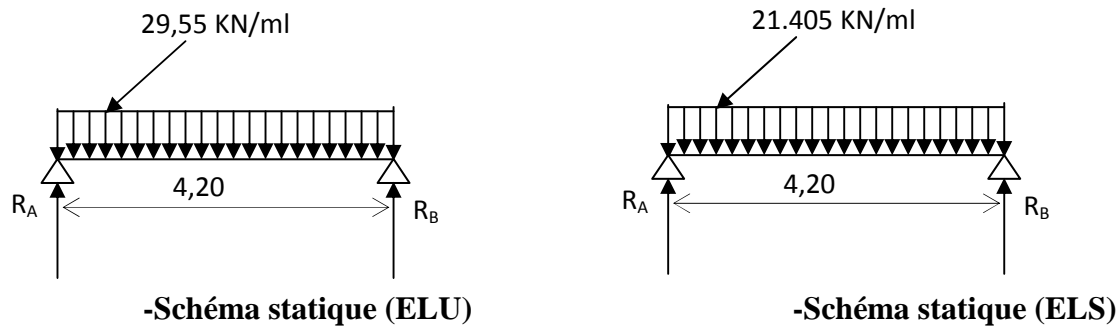 29,55 KN/ml
21.405 KN/ml
4,20
R_A
R_B
4,20
R_A
R_B
-Schéma statique (ELU)
-Schéma statique (ELS)